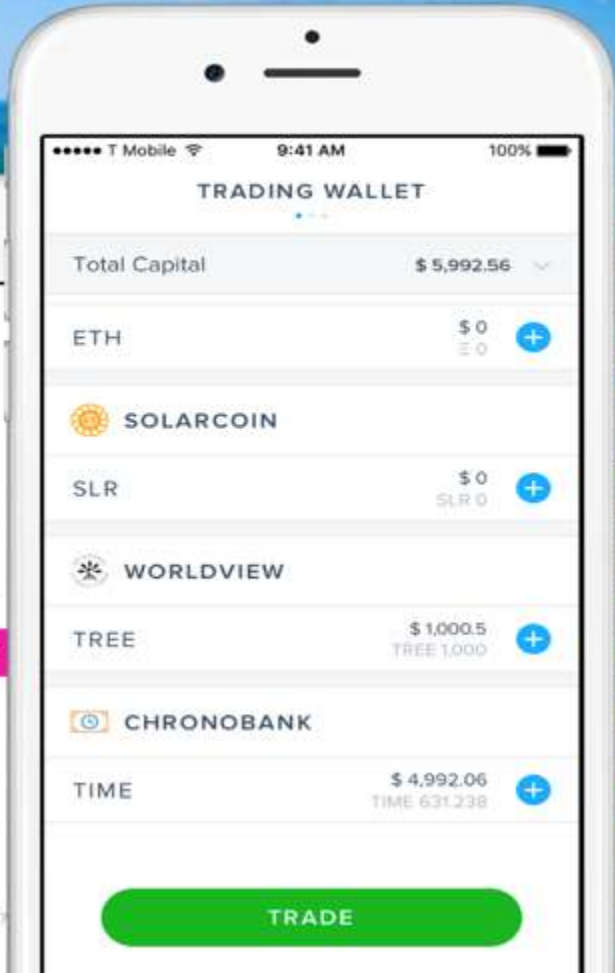 T Mobile 9:41 AM 100%
TRADING WALLET
Total Capital $ 5,992.56
ETH $ 0
Ξ 0
SOLARCOIN
SLR $ 0
SLR 0
WORLDVIEW
TREE $ 1,000.5
TREE 1,000
CHRONOBANK
TIME $ 4,992.06
TIME 631.238
TRADE